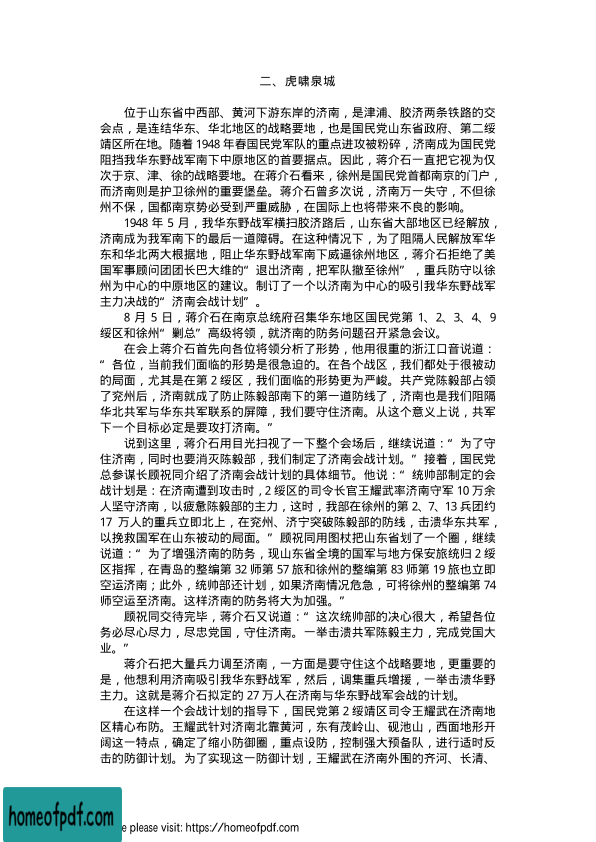 二、虎啸泉城
位于山东省中西部、黄河下游东岸的济南，是津浦、胶济两条铁路的交
会点，是连结华东、华北地区的战略要地，也是国民党山东省政府、第二绥
靖区所在地。随着 1948 年春国民党军队的重点进攻被粉碎，济南成为国民党
阻挡我华东野战军南下中原地区的首要据点。因此，蒋介石一直把它视为仅
次于京、津、徐的战略要地。在蒋介石看来，徐州是国民党首都南京的门户，
而济南则是护卫徐州的重要堡垒。蒋介石曾多次说，济南万一失守，不但徐
州不保，国都南京势必受到严重威胁，在国际上也将带来不良的影响。
1948 年 5 月，我华东野战军横扫胶济路后，山东省大部地区已经解放，
济南成为我军南下的最后一道障碍。在这种情况下，为了阻隔人民解放军华
东和华北两大根据地，阻止华东野战军南下威逼徐州地区，蒋介石拒绝了美
国军事顾问团团长巴大维的“退出济南，把军队撤至徐州”，重兵防守以徐
州为中心的中原地区的建议。制订了一个以济南为中心的吸引我华东野战军
主力决战的“济南会战计划”。
8 月 5 日，蒋介石在南京总统府召集华东地区国民党第 1、2、3、4、9
绥区和徐州“剿总”高级将领，就济南的防务问题召开紧急会议。
在会上蒋介石首先向各位将领分析了形势，他用很重的浙江口音说道：
“各位，当前我们面临的形势是很急迫的。在各个战区，我们都处于很被动
的局面，尤其是在第 2 绥区，我们面临的形势更为严峻。共产党陈毅部占领
了兖州后，济南就成了防止陈毅部南下的第一道防线了，济南也是我们阻隔
华北共军与华东共军联系的屏障，我们要守住济南。从这个意义上说，共军
下一个目标必定是要攻打济南。”
说到这里，蒋介石用目光扫视了一下整个会场后，继续说道：“为了守
住济南，同时也要消灭陈毅部，我们制定了济南会战计划。”接着，国民党
总参谋长顾祝同介绍了济南会战计划的具体细节。他说：“统帅部制定的会
战计划是：在济南遭到攻击时，2 绥区的司令长官王耀武率济南守军 10 万余
人坚守济南，以疲惫陈毅部的主力，这时，我部在徐州的第 2、7、13 兵团约
17 万人的重兵立即北上，在兖州、济宁突破陈毅部的防线，击溃华东共军，
以挽救国军在山东被动的局面。”顾祝同用图杖把山东省划了一个圈，继续
说道：“为了增强济南的防务，现山东省全境的国军与地方保安旅统归 2 绥
区指挥，在青岛的整编第 32 师第 57 旅和徐州的整编第 83 师第 19 旅也立即
空运济南；此外，统帅部还计划，如果济南情况危急，可将徐州的整编第 74
师空运至济南。这样济南的防务将大为加强。”
顾祝同交待完毕，蒋介石又说道：“这次统帅部的决心很大，希望各位
务必尽心尽力，尽忠党国，守住济南。一举击溃共军陈毅主力，完成党国大
业。”
蒋介石把大量兵力调至济南，一方面是要守住这个战略要地，更重要的
是，他想利用济南吸引我华东野战军，然后，调集重兵增援，一举击溃华野
主力。这就是蒋介石拟定的 27 万人在济南与华东野战军会战的计划。
在这样一个会战计划的指导下，国民党第 2 绥靖区司令王耀武在济南地
区精心布防。王耀武针对济南北靠黄河，东有茂岭山、砚池山，西面地形开
阔这一特点，确定了缩小防御圈，重点设防，控制强大预备队，进行适时反
击的防御计划。为了实现这一防御计划，王耀武在济南外围的齐河、长清、
homeofpdf.com
e please visit: https://homeofpdf.com